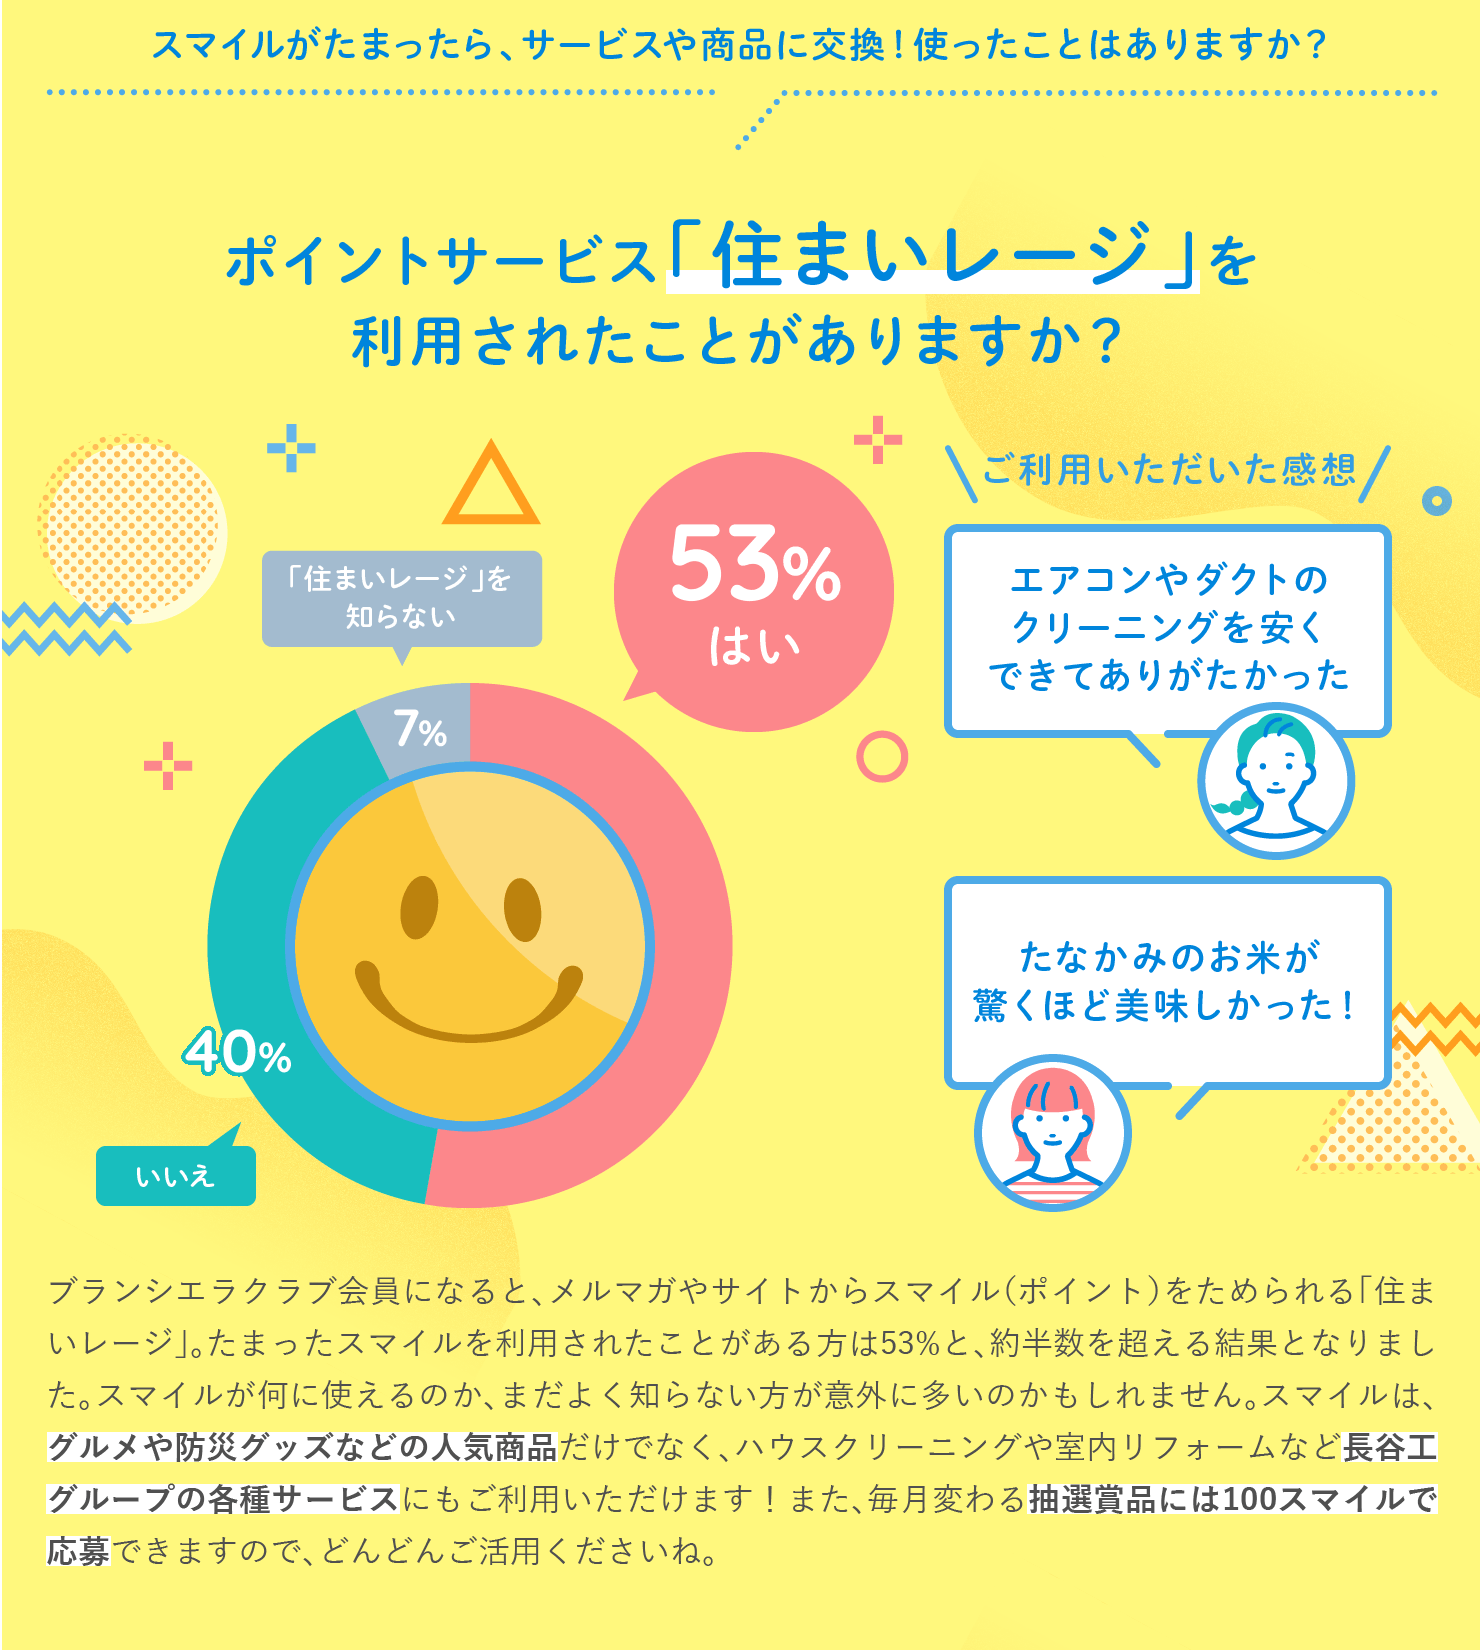 スマイルがたまったら、サービスや商品に交換！使ったことはありますか？
ポイントサービス「住まいレージ」を
利用されたことがありますか？
「住まいレージ」を
知らない
53%
はい
7%
40%
いいえ
ご利用いただいた感想
エアコンやダクトの
クリーニングを安く
できてありがたかった
たなかみのお米が
驚くほど美味しかった！
ブランシエラクラブ会員になると、メルマガやサイトからスマイル（ポイント）をためられる「住ま
いレージ」。たまったスマイルを利用されたことがある方は53%と、約半数を超える結果となりまし
た。スマイルが何に使えるのか、まだよく知らない方が意外に多いのかもしれません。スマイルは、
グルメや防災グッズなどの人気商品だけでなく、ハウスクリーニングや室内リフォームなど長谷工
グループの各種サービスにもご利用いただけます！また、毎月変わる抽選賞品には100スマイルで
応募できますので、どんどんご活用くださいね。